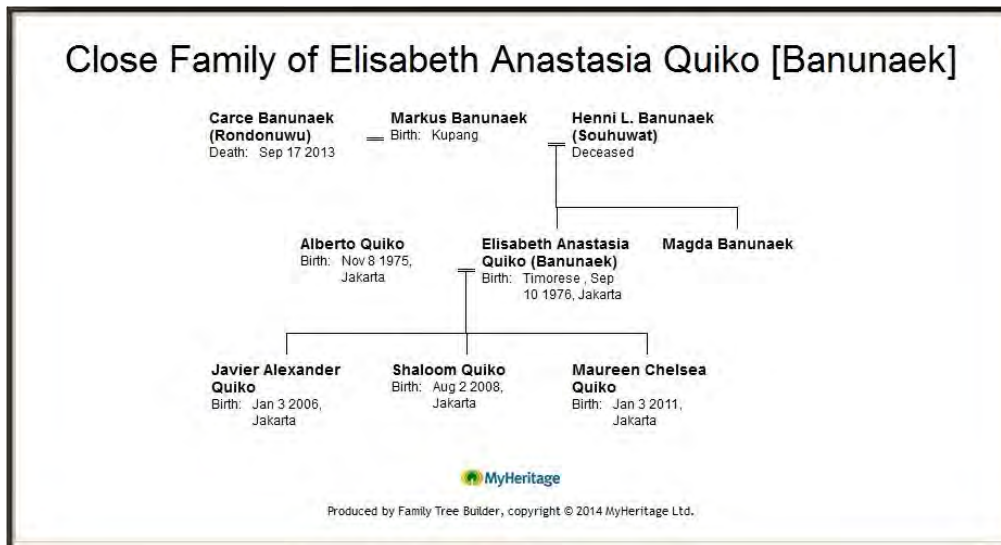 Close Family of Elisabeth Anastasia Quiko [Banunaek]
Carce Banunaek
(Rondonuwu)
Death: Sep 17 2013
Markus Banunaek
Birth: Kupang
Henni L. Banunaek
(Souhuwat)
Deceased
Alberto Quiko
Birth: Nov 8 1975,
Jakarta
Elisabeth Anastasia
Quiko (Banunaek)
Birth: Timorese , Sep
10 1976, Jakarta
Magda Banunaek
Javier Alexander
Quiko
Birth: Jan 3 2006,
Jakarta
Shaloom Quiko
Birth: Aug 2 2008,
Jakarta
Maureen Chelsea
Quiko
Birth: Jan 3 2011,
Jakarta
MyHeritage
Produced by Family Tree Builder, copyright © 2014 MyHeritage Ltd.